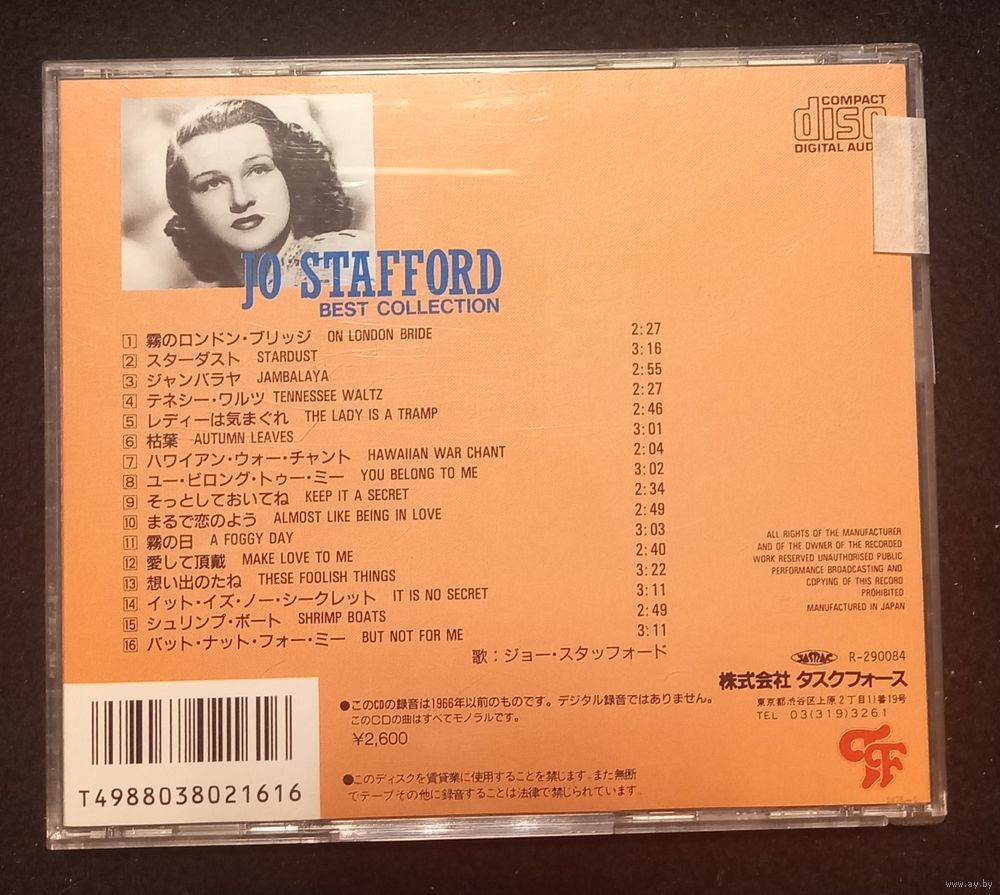 COMPACT
disc
DIGITAL AUD
JO STAFFORD
BEST COLLECTION
1 霧のロンドン・ブリッジ ON LONDON BRIDE 2:27
2 スターダスト STARDUST 3:16
3 ジャンバラヤ JAMBALAYA 2:55
4 テネシー・ワルツ TENNESSEE WALTZ 2:27
5 レディーは気まぐれ THE LADY IS A TRAMP 2:46
6 枯葉 AUTUMN LEAVES 3:01
7 ハワイアン・ウォー・チャント HAWAIIAN WAR CHANT 2:04
8 ユー・ビロング・トゥー・ミー YOU BELONG TO ME 3:02
9 そっとしておいてね KEEP IT A SECRET 2:34
10 まるで恋のよう ALMOST LIKE BEING IN LOVE 2:49
11 霧の日 A FOGGY DAY 3:03
12 愛して頂戴 MAKE LOVE TO ME 2:40
13 想い出のたね THESE FOOLISH THINGS 3:22
14 イット・イズ・ノー・シークレット IT IS NO SECRET 3:11
15 シュリンプ・ボート SHRIMP BOATS 2:49
16 バット・ナット・フォー・ミー BUT NOT FOR ME 3:11
歌：ジョー・スタッフォード
ALL RIGHTS OF THE MANUFACTURER
AND OF THE OWNER OF THE RECORDED
WORK RESERVED UNAUTHORISED PUBLIC
PERFORMANCE BROADCASTING AND
COPYING OF THIS RECORD
PROHIBITED
MANUFACTURED IN JAPAN
JASRAC R-290084
株式会社 タスクフォース
東京都渋谷区上原2丁目11番19号
TEL 03(319)3261
●このCDの録音は1966年以前のものです。デジタル録音ではありません。
このCDの曲はすべてモノラルです。
¥2,600
●このディスクを賃貸業に使用することを禁じます。また無断
でテープその他に録音することは法律で禁じられています。
T4988038021616
www.ay.by